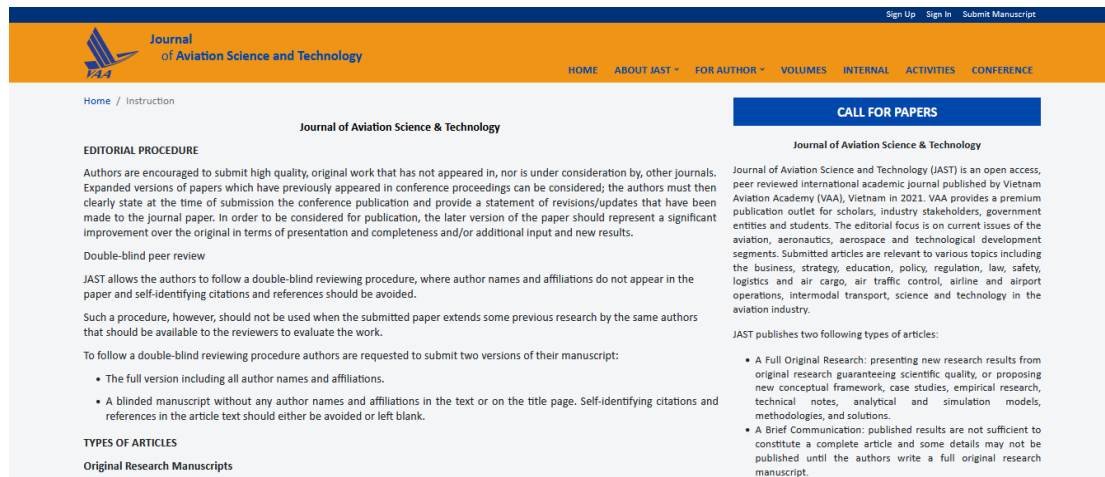 Sign Up Sign In Submit Manuscript
Journal
of Aviation Science and Technology
VAA
HOME ABOUT JAST FOR AUTHOR VOLUMES INTERNAL ACTIVITIES CONFERENCE
Home / Instruction
Journal of Aviation Science & Technology
EDITORIAL PROCEDURE
Authors are encouraged to submit high quality, original work that has not appeared in, nor is under consideration by, other journals.
Expanded versions of papers which have previously appeared in conference proceedings can be considered; the authors must then
clearly state at the time of submission the conference publication and provide a statement of revisions/updates that have been
made to the journal paper. In order to be considered for publication, the later version of the paper should represent a significant
improvement over the original in terms of presentation and completeness and/or additional input and new results.
Double-blind peer review
JAST allows the authors to follow a double-blind reviewing procedure, where author names and affiliations do not appear in the
paper and self-identifying citations and references should be avoided.
Such a procedure, however, should not be used when the submitted paper extends some previous research by the same authors
that should be available to the reviewers to evaluate the work.
To follow a double-blind reviewing procedure authors are requested to submit two versions of their manuscript:
• The full version including all author names and affiliations.
• A blinded manuscript without any author names and affiliations in the text or on the title page. Self-identifying citations and
references in the article text should either be avoided or left blank.
TYPES OF ARTICLES
Original Research Manuscripts
CALL FOR PAPERS
Journal of Aviation Science & Technology
Journal of Aviation Science and Technology (JAST) is an open access,
peer reviewed international academic journal published by Vietnam
Aviation Academy (VAA), Vietnam in 2021. VAA provides a premium
publication outlet for scholars, industry stakeholders, government
entities and students. The editorial focus is on current issues of the
aviation, aeronautics, aerospace and technological development
segments. Submitted articles are relevant to various topics including
the business, strategy, education, policy, regulation, law, safety,
logistics and air cargo, air traffic control, airline and airport
operations, intermodal transport, science and technology in the
aviation industry.
JAST publishes two following types of articles:
• A Full Original Research: presenting new research results from
original research guaranteeing scientific quality, or proposing
new conceptual framework, case studies, empirical research,
technical notes, analytical and simulation models,
methodologies, and solutions.
• A Brief Communication: published results are not sufficient to
constitute a complete article and some details may not be
published until the authors write a full original research
manuscript.